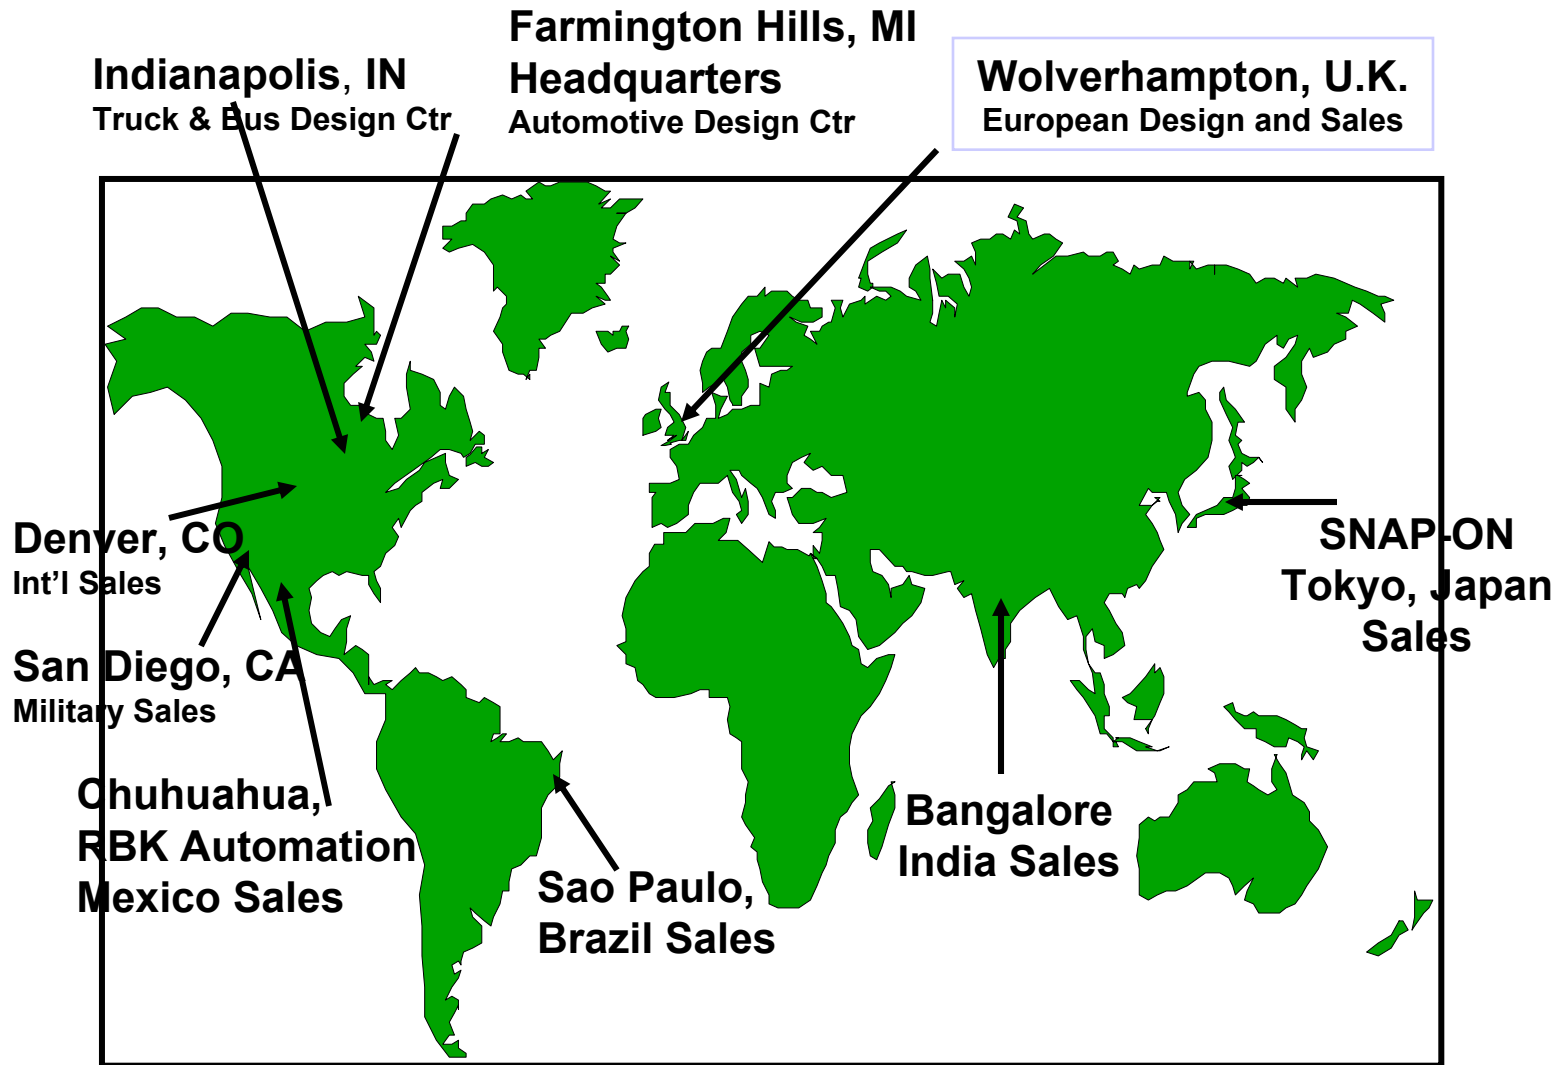 Farmington Hills, MI
Headquarters
Automotive Design Ctr
Indianapolis, IN
Truck & Bus Design Ctr
Wolverhampton, U.K.
European Design and Sales
Denver, CO
Int'l Sales
SNAP-ON
Tokyo, Japan
Sales
San Diego, CA
Military Sales
Chuhuahua,
RBK Automation
Mexico Sales
Sao Paulo,
Brazil Sales
Bangalore
India Sales